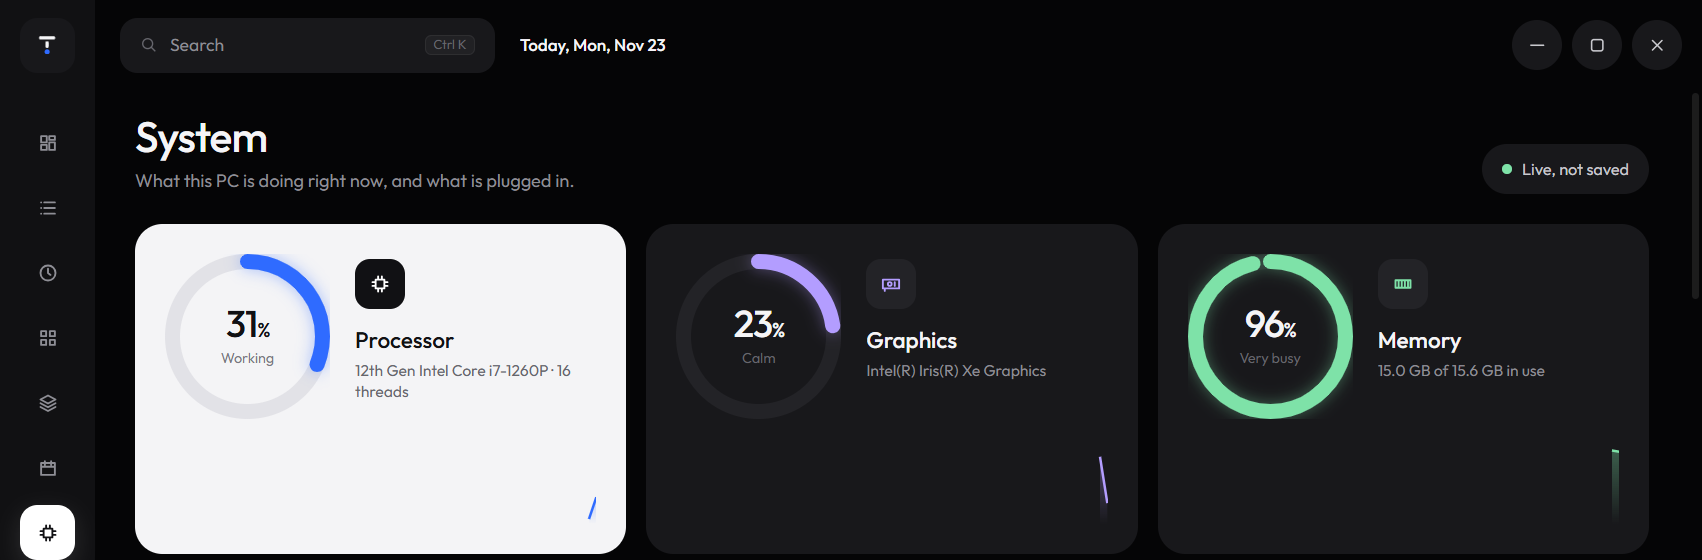 Search
Ctrl K
Today, Mon, Nov 23
System
What this PC is doing right now, and what is plugged in.
Live, not saved
31%
Working
Processor
12th Gen Intel Core i7-1260P · 16
threads
23%
Calm
Graphics
Intel(R) Iris(R) Xe Graphics
96%
Very busy
Memory
15.0 GB of 15.6 GB in use